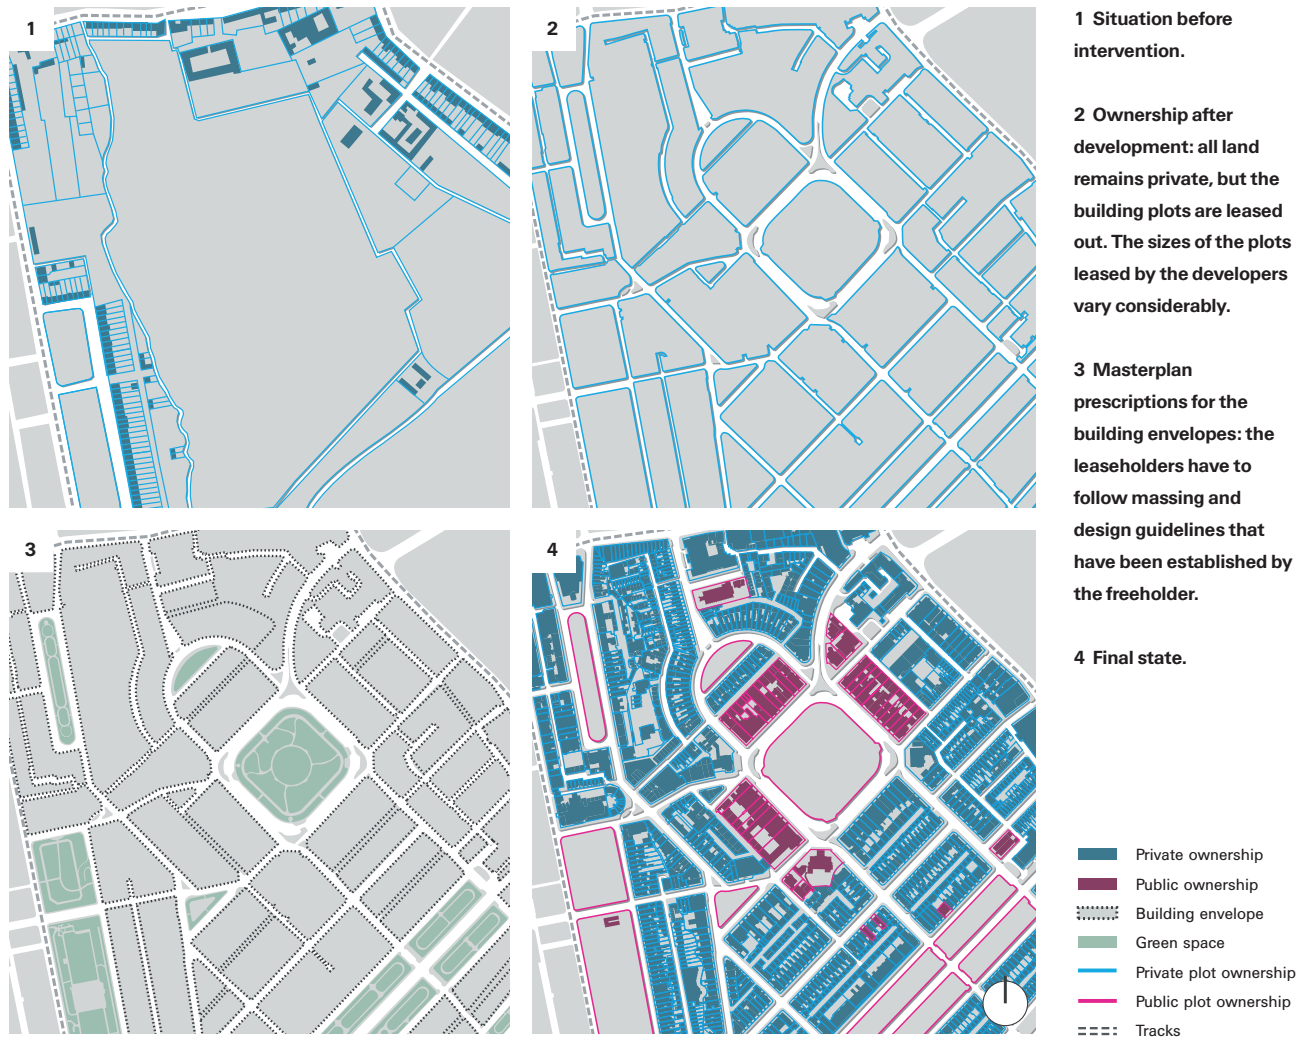 1
2
3
4
1 Situation before
intervention.
2 Ownership after
development: all land
remains private, but the
building plots are leased
out. The sizes of the plots
leased by the developers
vary considerably.
3 Masterplan
prescriptions for the
building envelopes: the
leaseholders have to
follow massing and
design guidelines that
have been established by
the freeholder.
4 Final state.
Private ownership
Public ownership
Building envelope
Green space
Private plot ownership
Public plot ownership
Tracks